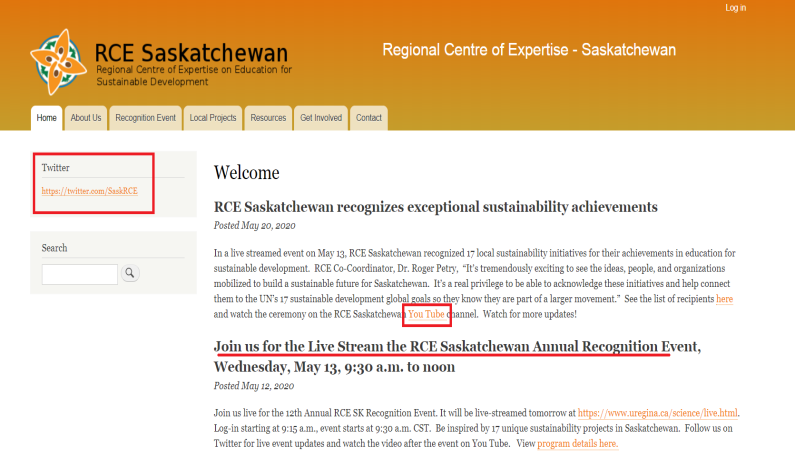 Log in
RCE Saskatchewan
Regional Centre of Expertise on Education for
Sustainable Development
Regional Centre of Expertise - Saskatchewan
Home
About Us
Recognition Event
Local Projects
Resources
Get Involved
Contact
Twitter
https://twitter.com/SaskRCE
Search
Welcome
RCE Saskatchewan recognizes exceptional sustainability achievements
Posted May 20, 2020
In a live streamed event on May 13, RCE Saskatchewan recognized 17 local sustainability initiatives for their achievements in education for
sustainable development.  RCE Co-Coordinator, Dr. Roger Petry, “It's tremendously exciting to see the ideas, people, and organizations
mobilized to build a sustainable future for Saskatchewan.  It's a real privilege to be able to acknowledge these initiatives and help connect
them to the UN's 17 sustainable development global goals so they know they are part of a larger movement.”  See the list of recipients here
and watch the ceremony on the RCE Saskatchewan You Tube channel.  Watch for more updates!
Join us for the Live Stream the RCE Saskatchewan Annual Recognition Event,
Wednesday, May 13, 9:30 a.m. to noon
Posted May 12, 2020
Join us live for the 12th Annual RCE SK Recognition Event. It will be live-streamed tomorrow at https://www.uregina.ca/science/live.html.
Log-in starting at 9:15 a.m., event starts at 9:30 a.m. CST.  Be inspired by 17 unique sustainability projects in Saskatchewan.  Follow us on
Twitter for live event updates and watch the video after the event on You Tube.   View program details here.